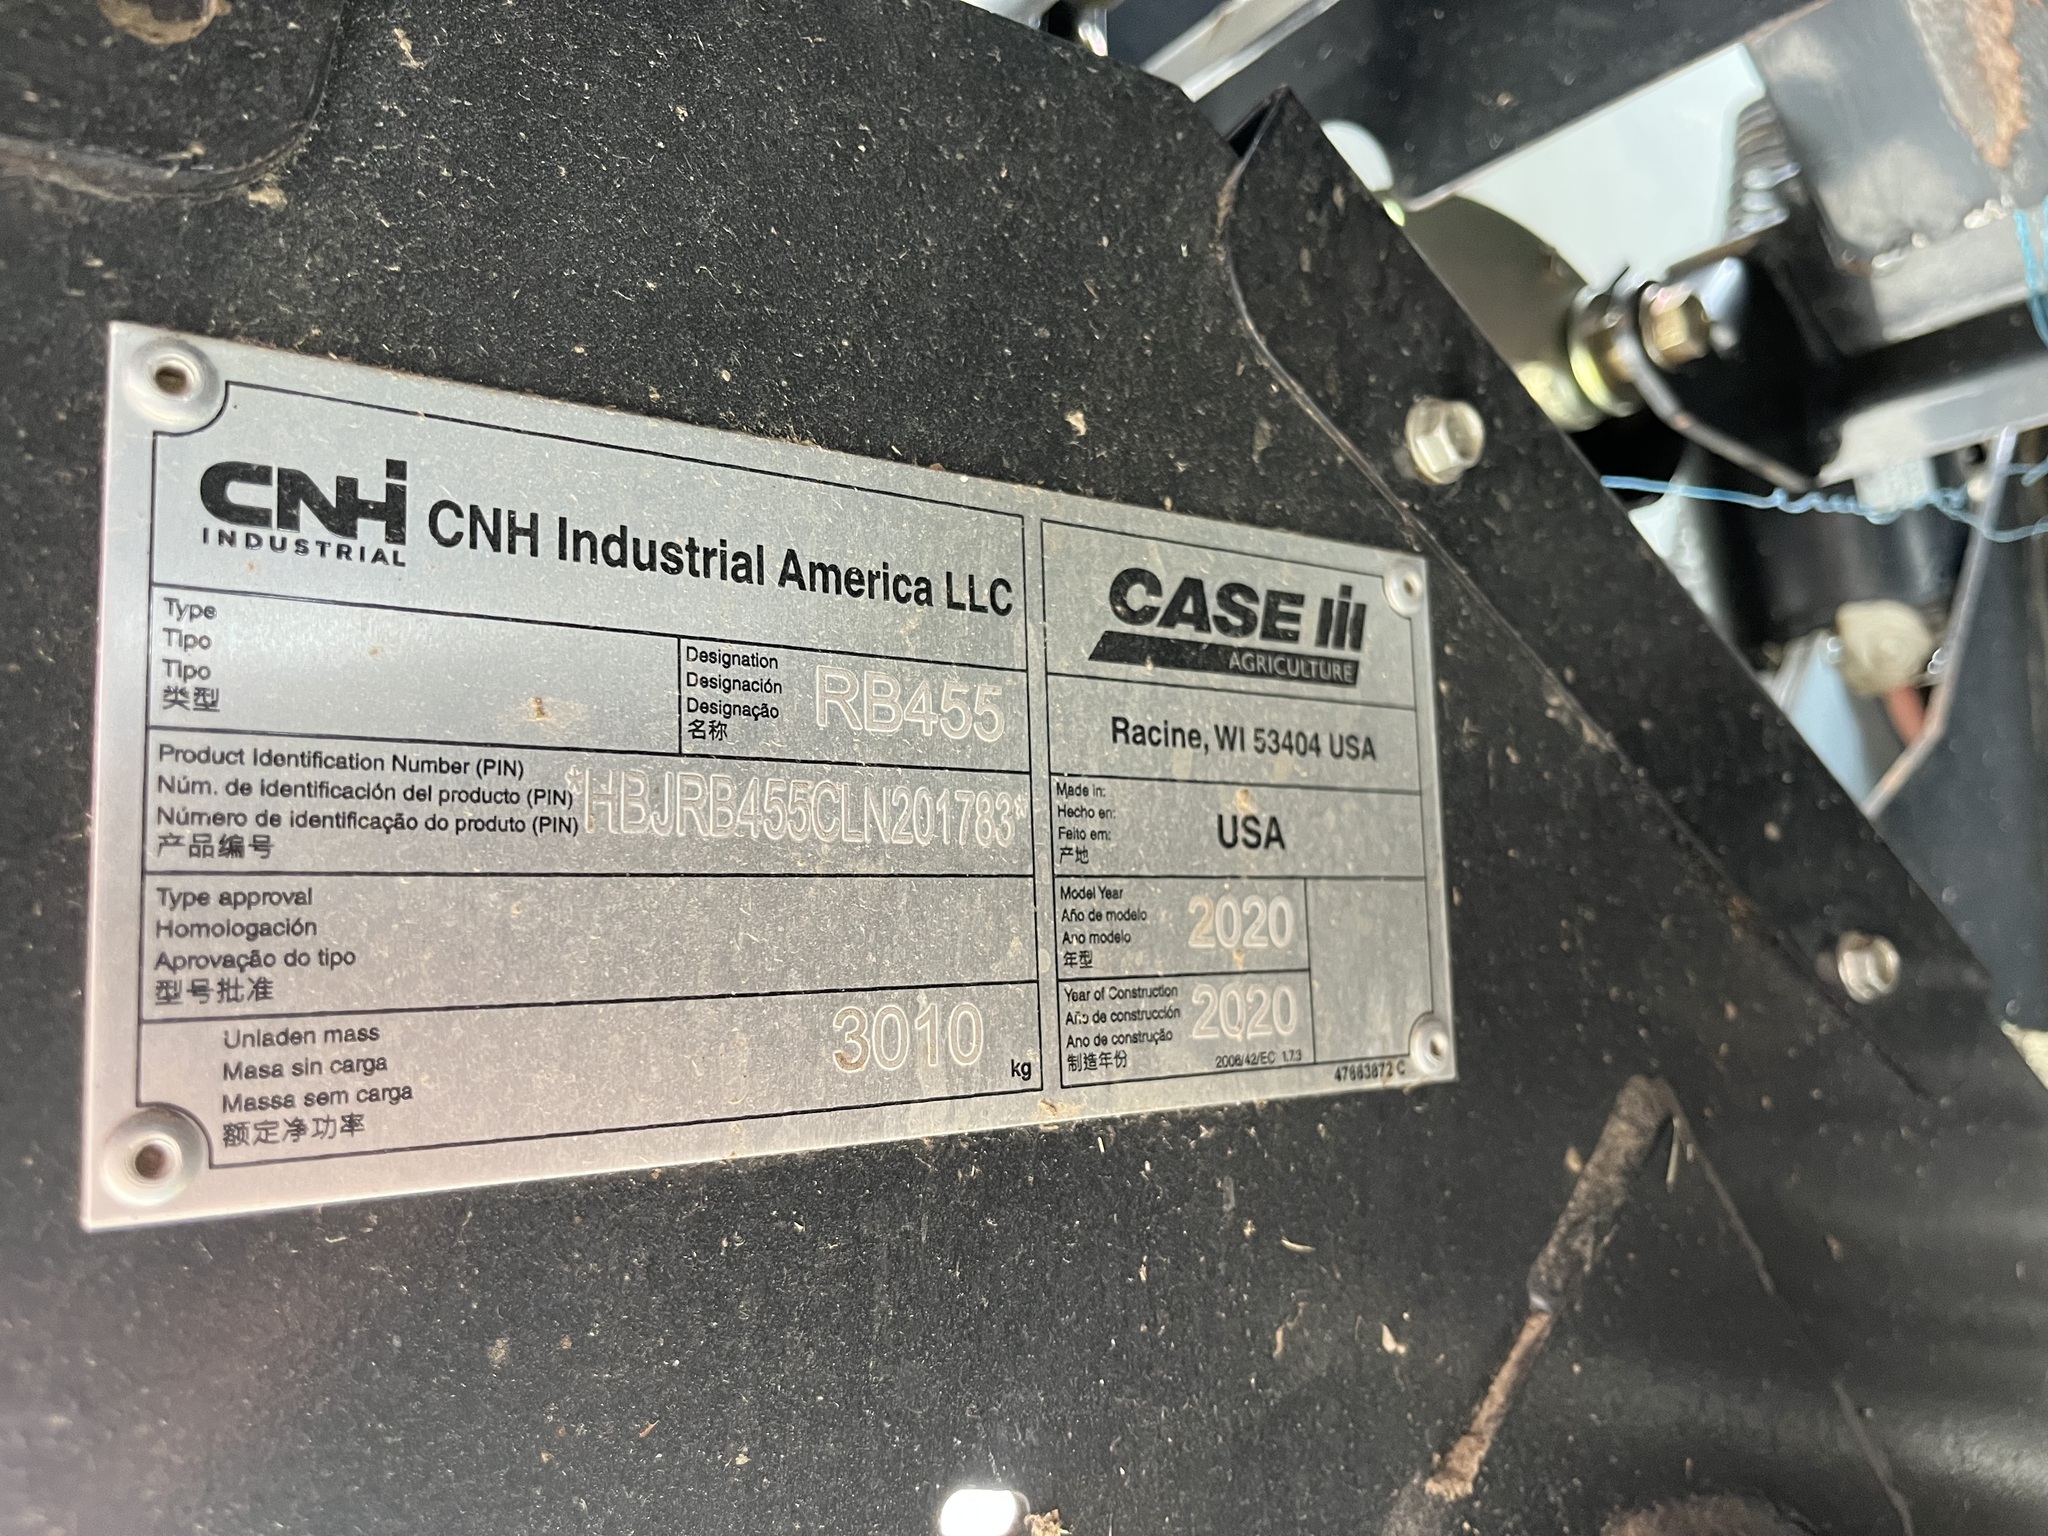 CNH INDUSTRIAL CNH Industrial America LLC
Type
Tipo
Tipo
类型
Designation
Designación
Designação
名称
RB455
Product Identification Number (PIN)
Núm. de identificación del producto (PIN)
Número de identificação do produto (PIN)
产品编号
*HBJRB455CLN201783*
Type approval
Homologación
Aprovação do tipo
型号批准
Unladen mass
Masa sin carga
Massa sem carga
额定净功率
3010 kg
CASE IH
AGRICULTURE
Racine, WI 53404 USA
Made in:
Hecho en:
Feito em:
产地
USA
Model Year
Año de modelo
Ano modelo
年型
2020
Year of Construction
Año de construcción
Ano de construção
制造年份
2020
2006/42/EC 1.7.3
47663872 C